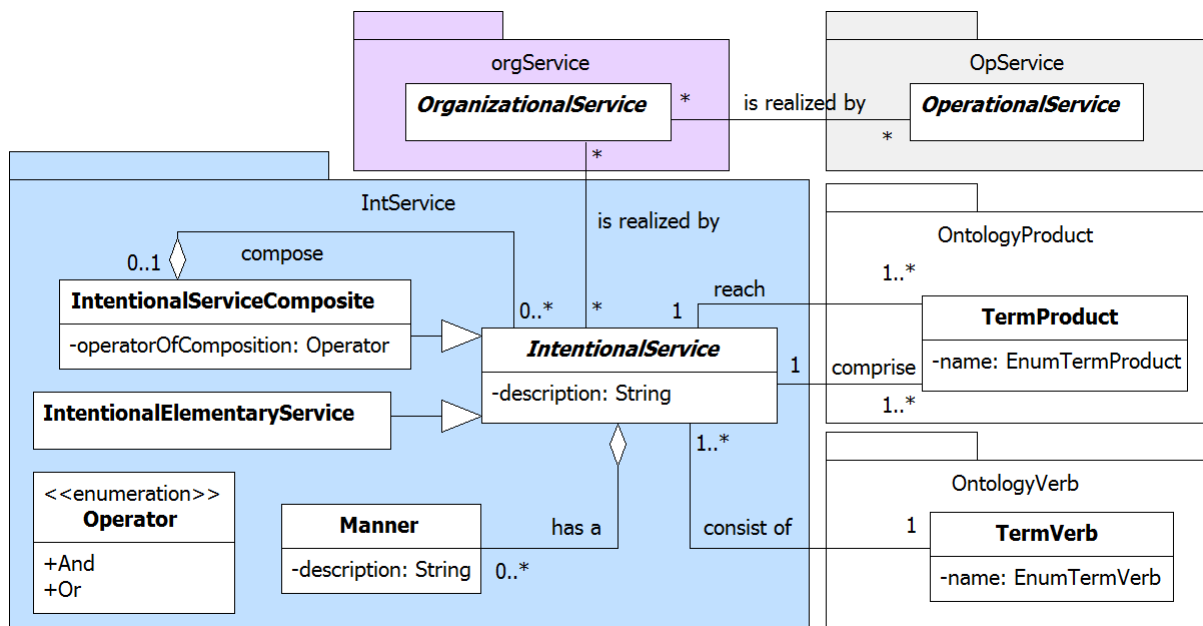 orgService
OrganizationalService
*
is realized by
*
OpService
OperationalService
*
is realized by
*
IntService
0..1
compose
0..*
IntentionalServiceComposite
-operatorOfComposition: Operator
IntentionalElementaryService
IntentionalService
-description: String
<<enumeration>>
Operator
+And
+Or
Manner
-description: String
has a
0..*
1
reach
1..*
1
comprise
1..*
1..*
consist of
1
OntologyProduct
TermProduct
-name: EnumTermProduct
OntologyVerb
TermVerb
-name: EnumTermVerb